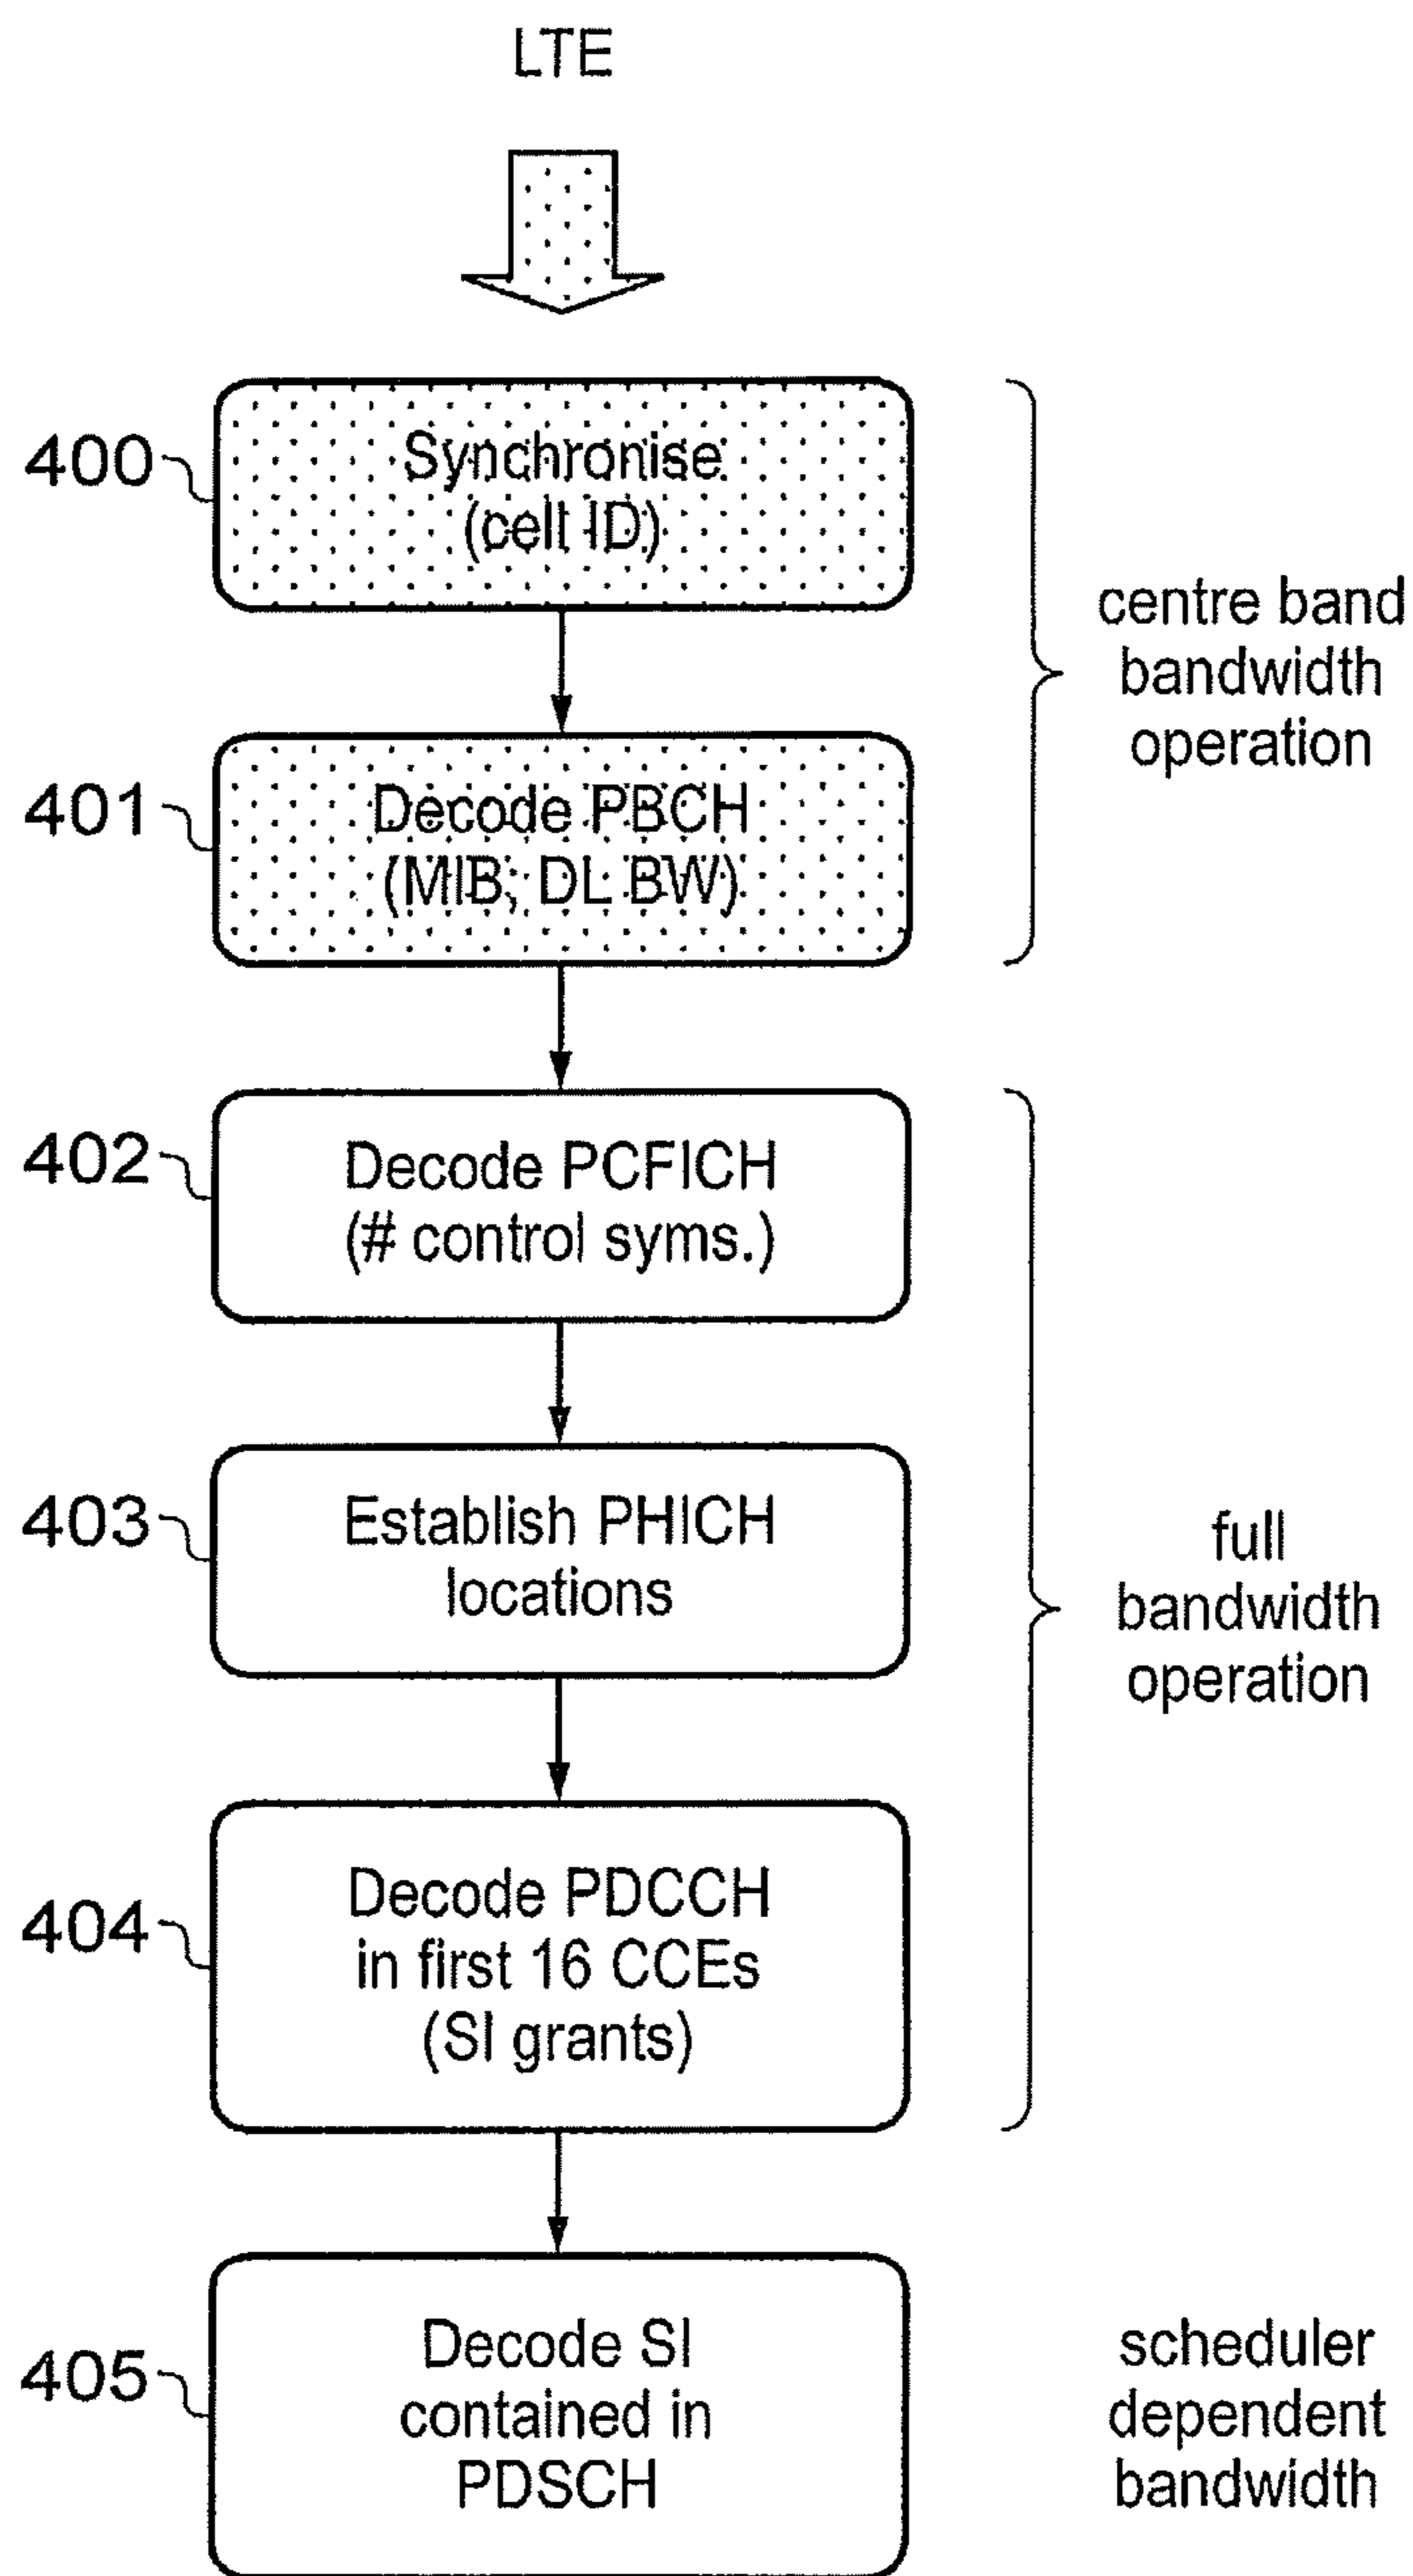 LTE
400
Synchronise
(cell ID)
401
Decode PBCH
(MIB; DL BW)
centre band
bandwidth
operation
402
Decode PCFICH
(# control syms.)
403
Establish PHICH
locations
404
Decode PDCCH
in first 16 CCEs
(SI grants)
full
bandwidth
operation
405
Decode SI
contained in
PDSCH
scheduler
dependent
bandwidth